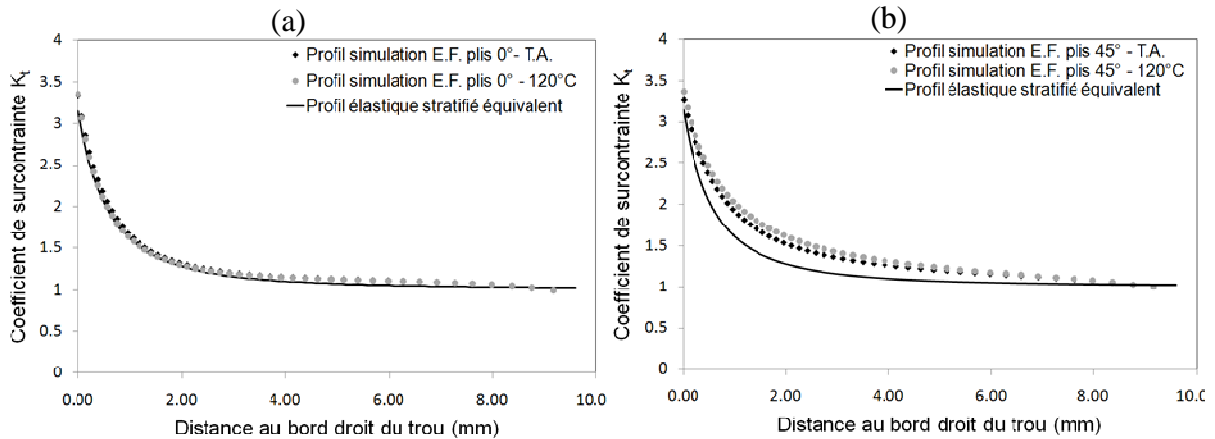 (a)
Coefficient de surcontrainte Kt
4
3.5
3
2.5
2
1.5
1
0.5
0
Profil simulation E.F. plis 0°- T.A.
Profil simulation E.F. plis 0° - 120°C
Profil élastique stratifié équivalent
0.00 2.00 4.00 6.00 8.00 10.0
Distance au bord droit du trou (mm)
(b)
Coefficient de surcontrainte Kt
4
3.5
3
2.5
2
1.5
1
0.5
0
Profil simulation E.F. plis 45° - T.A.
Profil simulation E.F. plis 45° - 120°C
Profil élastique stratifié équivalent
0.00 2.00 4.00 6.00 8.00 10.0
Distance au bord droit du trou (mm)